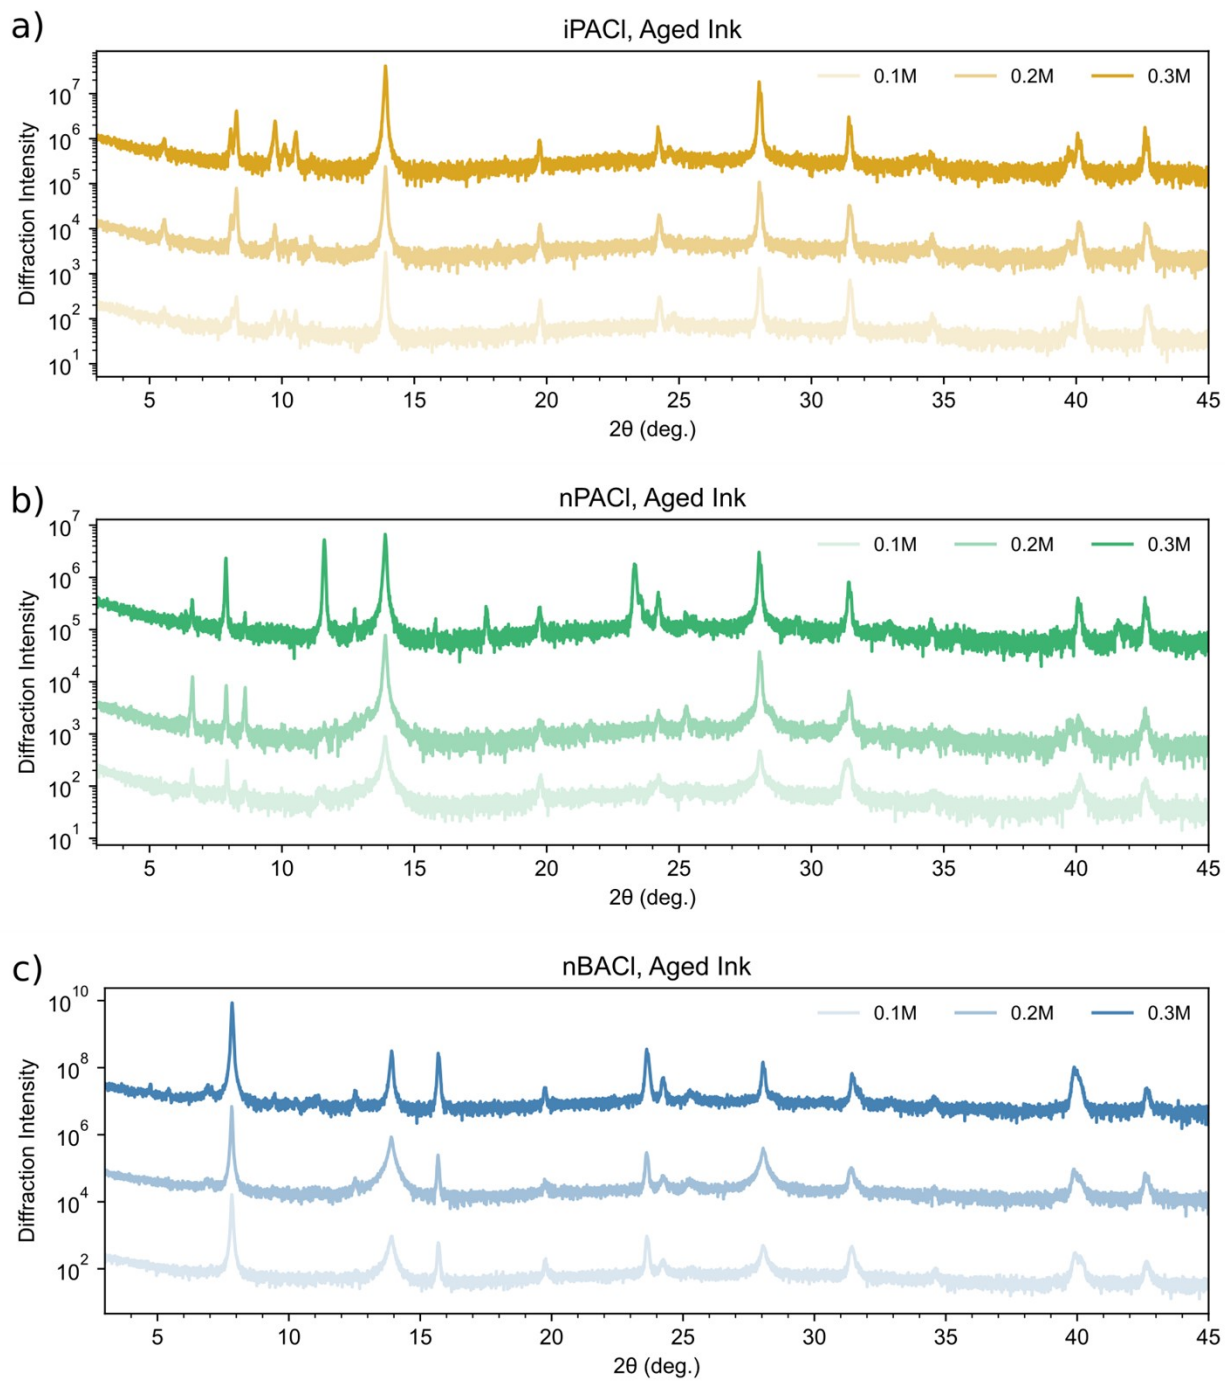 a)
iPACl, Aged Ink
0.1M 0.2M 0.3M
Diffraction Intensity
10^7
10^6
10^5
10^4
10^3
10^2
10^1
5 10 15 20 25 30 35 40 45
2θ (deg.)
b)
nPACl, Aged Ink
0.1M 0.2M 0.3M
Diffraction Intensity
10^7
10^6
10^5
10^4
10^3
10^2
10^1
5 10 15 20 25 30 35 40 45
2θ (deg.)
c)
nBACl, Aged Ink
0.1M 0.2M 0.3M
Diffraction Intensity
10^10
10^8
10^6
10^4
10^2
5 10 15 20 25 30 35 40 45
2θ (deg.)